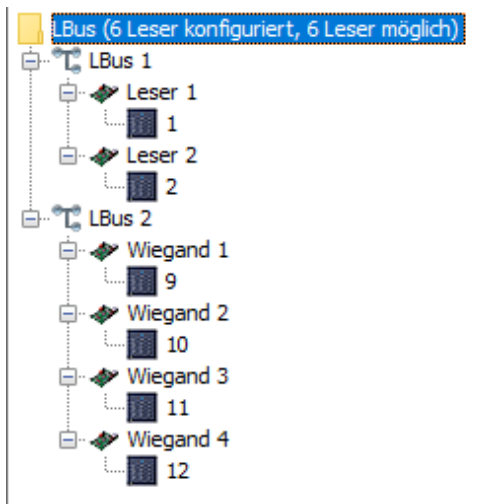 LBus (6 Leser konfiguriert, 6 Leser möglich)
LBus 1
Leser 1
1
Leser 2
2
LBus 2
Wiegand 1
9
Wiegand 2
10
Wiegand 3
11
Wiegand 4
12